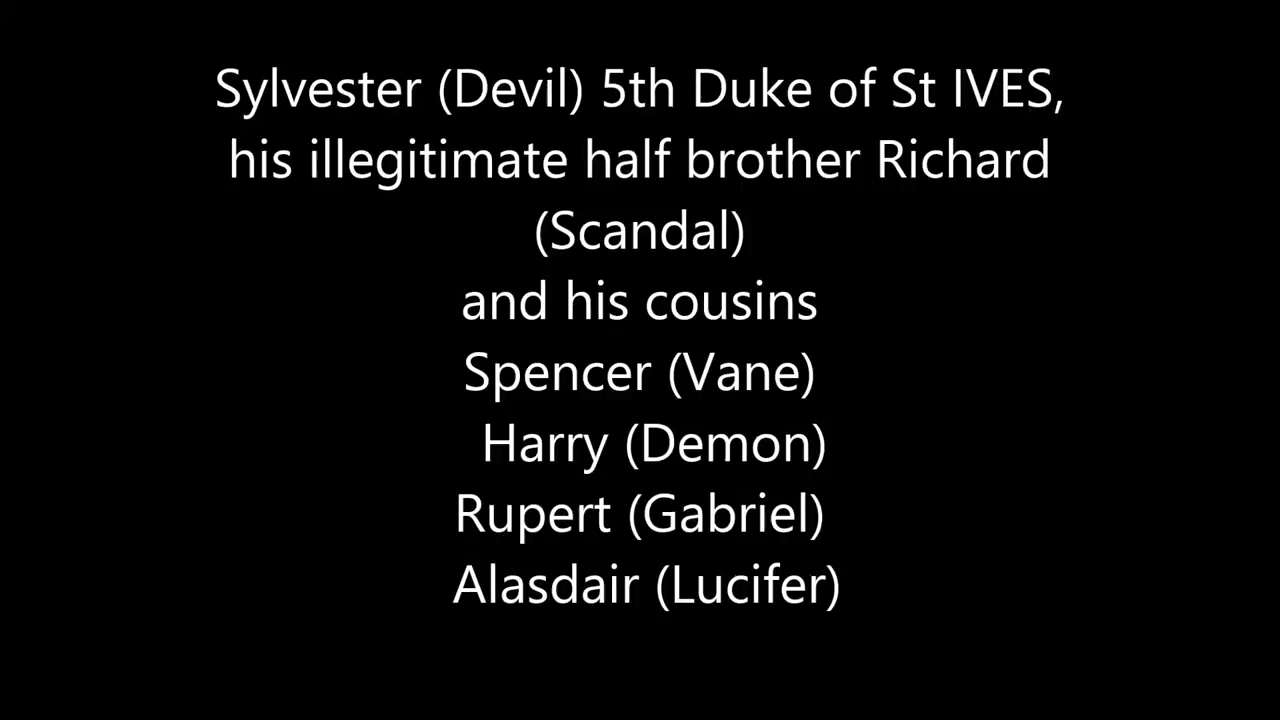 Sylvester (Devil) 5th Duke of St IVES,
his illegitimate half brother Richard
(Scandal)
and his cousins
Spencer (Vane)
Harry (Demon)
Rupert (Gabriel)
Alasdair (Lucifer)